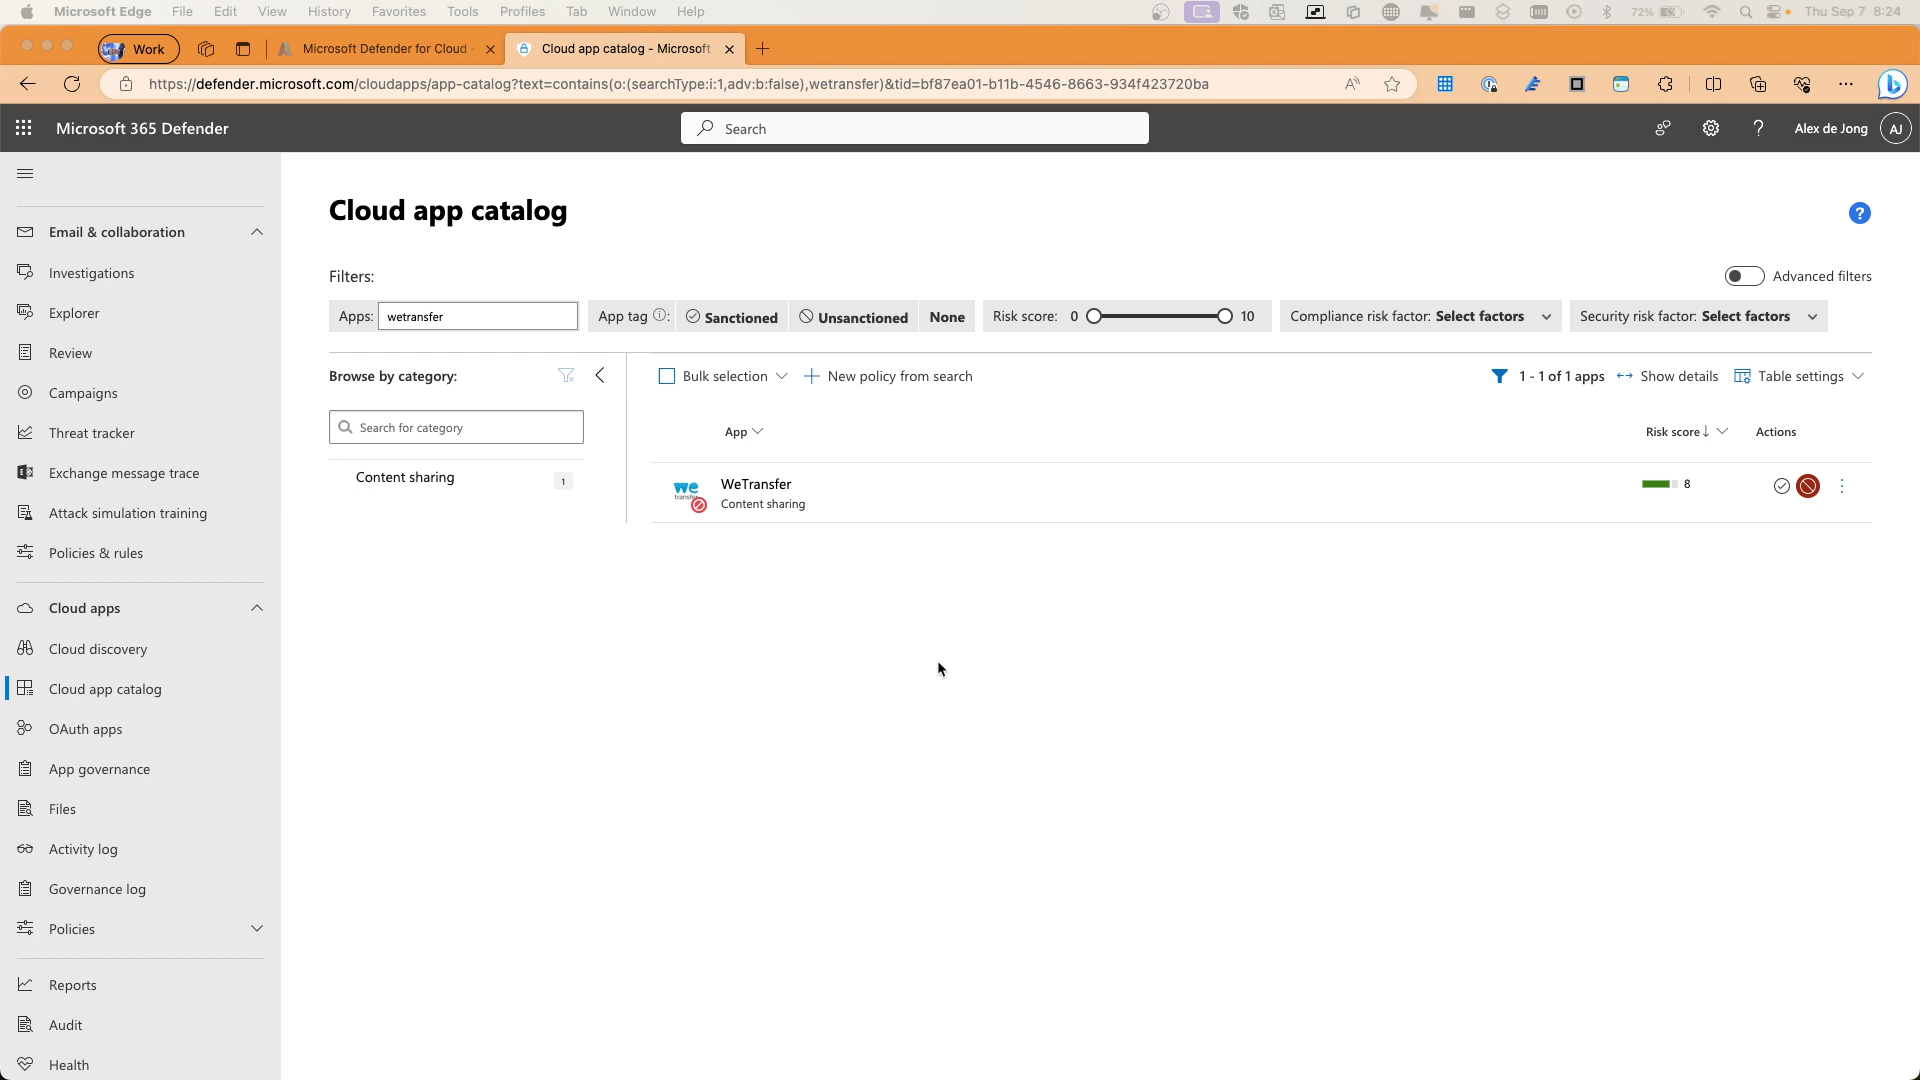 Microsoft Edge File Edit View History Favorites Tools Profiles Tab Window Help 72% Thu Sep 7 8:24
Work Microsoft Defender for Cloud - Cloud app catalog - Microsoft
https://defender.microsoft.com/cloudapps/app-catalog?text=contains(o:(searchType:i:1,adv:b:false),wetransfer)&tid=bf87ea01-b11b-4546-8663-934f423720ba
Microsoft 365 Defender Search Alex de Jong AJ
Email & collaboration
Investigations
Explorer
Review
Campaigns
Threat tracker
Exchange message trace
Attack simulation training
Policies & rules
Cloud apps
Cloud discovery
Cloud app catalog
OAuth apps
App governance
Files
Activity log
Governance log
Policies
Reports
Audit
Health
Cloud app catalog
Filters: Advanced filters
Apps: wetransfer App tag : Sanctioned Unsanctioned None Risk score: 0 10 Compliance risk factor: Select factors Security risk factor: Select factors
Browse by category: Bulk selection New policy from search 1 - 1 of 1 apps Show details Table settings
Search for category
App Risk score Actions
Content sharing 1
we
transfer
WeTransfer 8
Content sharing